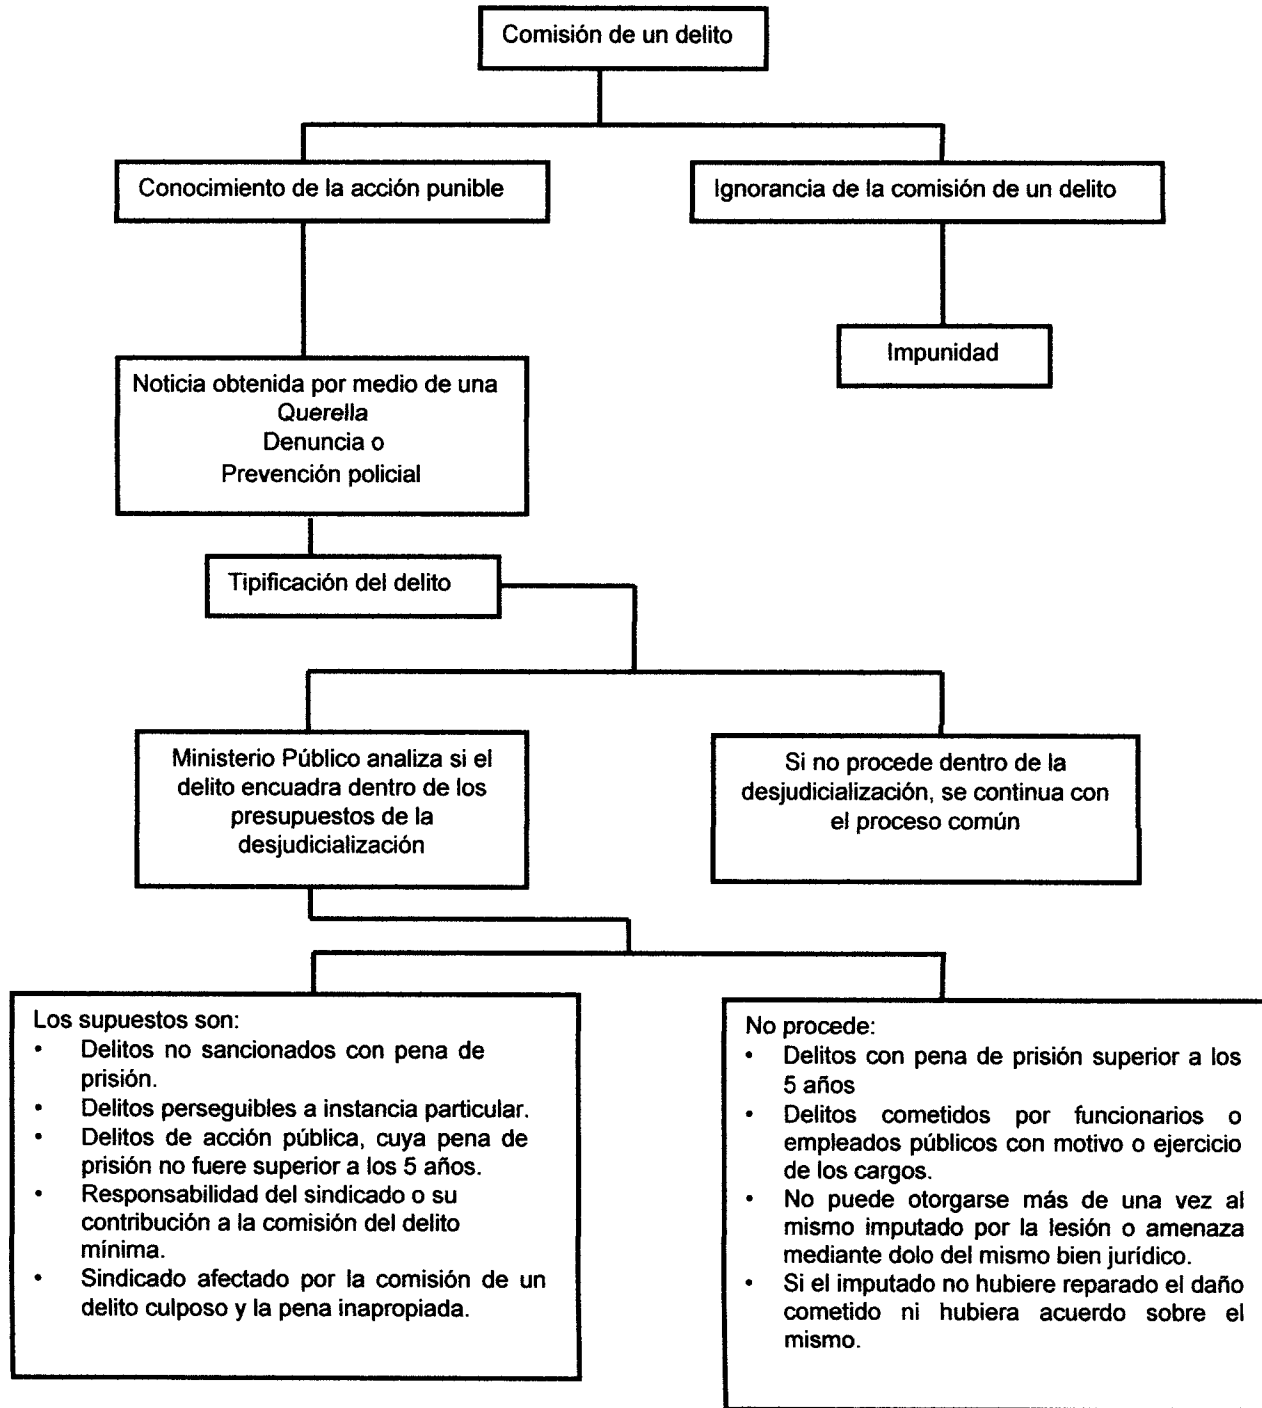 Comisión de un delito
Conocimiento de la acción punible
Ignorancia de la comisión de un delito
Impunidad
Noticia obtenida por medio de una
Querella
Denuncia o
Prevención policial
Tipificación del delito
Ministerio Público analiza si el
delito encuadra dentro de los
presupuestos de la
desjudicialización
Si no procede dentro de la
desjudicialización, se continua con
el proceso común
Los supuestos son:
• Delitos no sancionados con pena de
prisión.
• Delitos perseguibles a instancia particular.
• Delitos de acción pública, cuya pena de
prisión no fuere superior a los 5 años.
• Responsabilidad del sindicado o su
contribución a la comisión del delito
mínima.
• Sindicado afectado por la comisión de un
delito culposo y la pena inapropiada.
No procede:
• Delitos con pena de prisión superior a los
5 años
• Delitos cometidos por funcionarios o
empleados públicos con motivo o ejercicio
de los cargos.
• No puede otorgarse más de una vez al
mismo imputado por la lesión o amenaza
mediante dolo del mismo bien jurídico.
• Si el imputado no hubiere reparado el daño
cometido ni hubiera acuerdo sobre el
mismo.